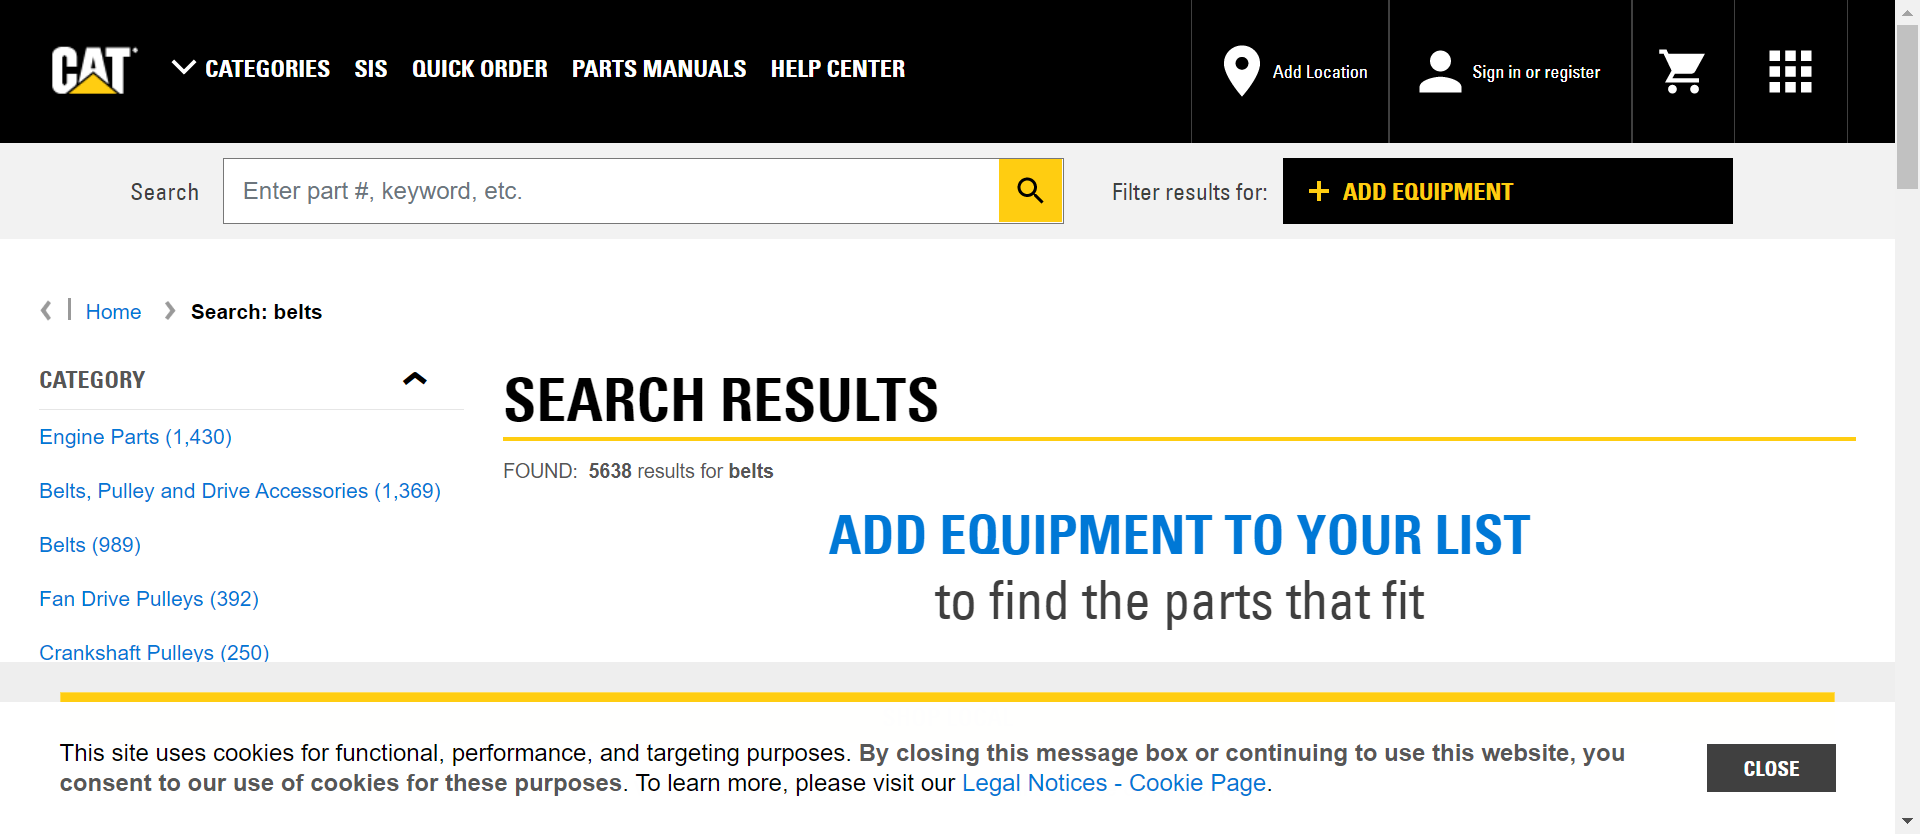 CAT
CATEGORIES SIS QUICK ORDER PARTS MANUALS HELP CENTER
Add Location
Sign in or register
Search
Enter part #, keyword, etc.
Filter results for:
+ ADD EQUIPMENT
Home
Search: belts
CATEGORY
Engine Parts (1,430)
Belts, Pulley and Drive Accessories (1,369)
Belts (989)
Fan Drive Pulleys (392)
Crankshaft Pulleys (250)
SEARCH RESULTS
FOUND: 5638 results for belts
ADD EQUIPMENT TO YOUR LIST
to find the parts that fit
This site uses cookies for functional, performance, and targeting purposes. By closing this message box or continuing to use this website, you
consent to our use of cookies for these purposes. To learn more, please visit our Legal Notices - Cookie Page.
CLOSE